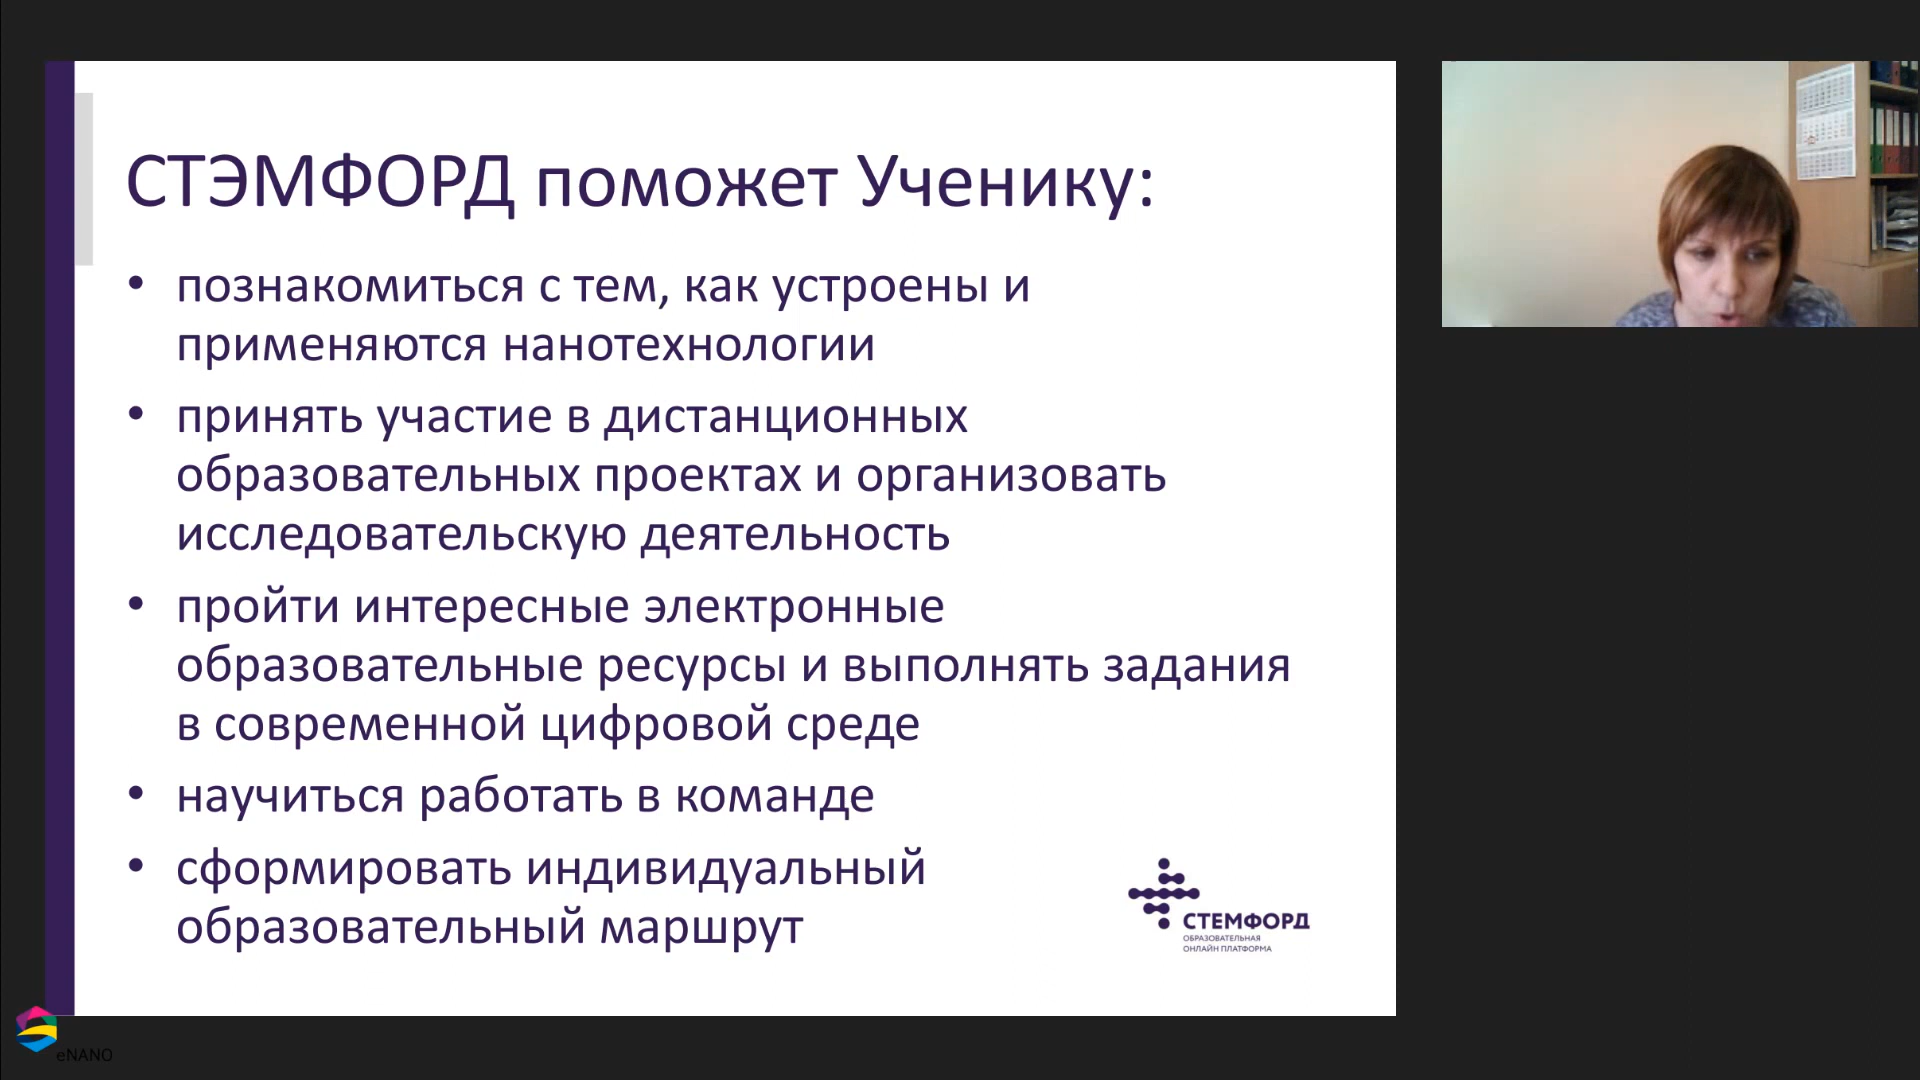 СТЭМФОРД поможет Ученику:
• познакомиться с тем, как устроены и
применяются нанотехнологии
• принять участие в дистанционных
образовательных проектах и организовать
исследовательскую деятельность
• пройти интересные электронные
образовательные ресурсы и выполнять задания
в современной цифровой среде
• научиться работать в команде
• сформировать индивидуальный
образовательный маршрут
СТЕМФОРД
ОБРАЗОВАТЕЛЬНАЯ
ОНЛАЙН ПЛАТФОРМА
eNANO